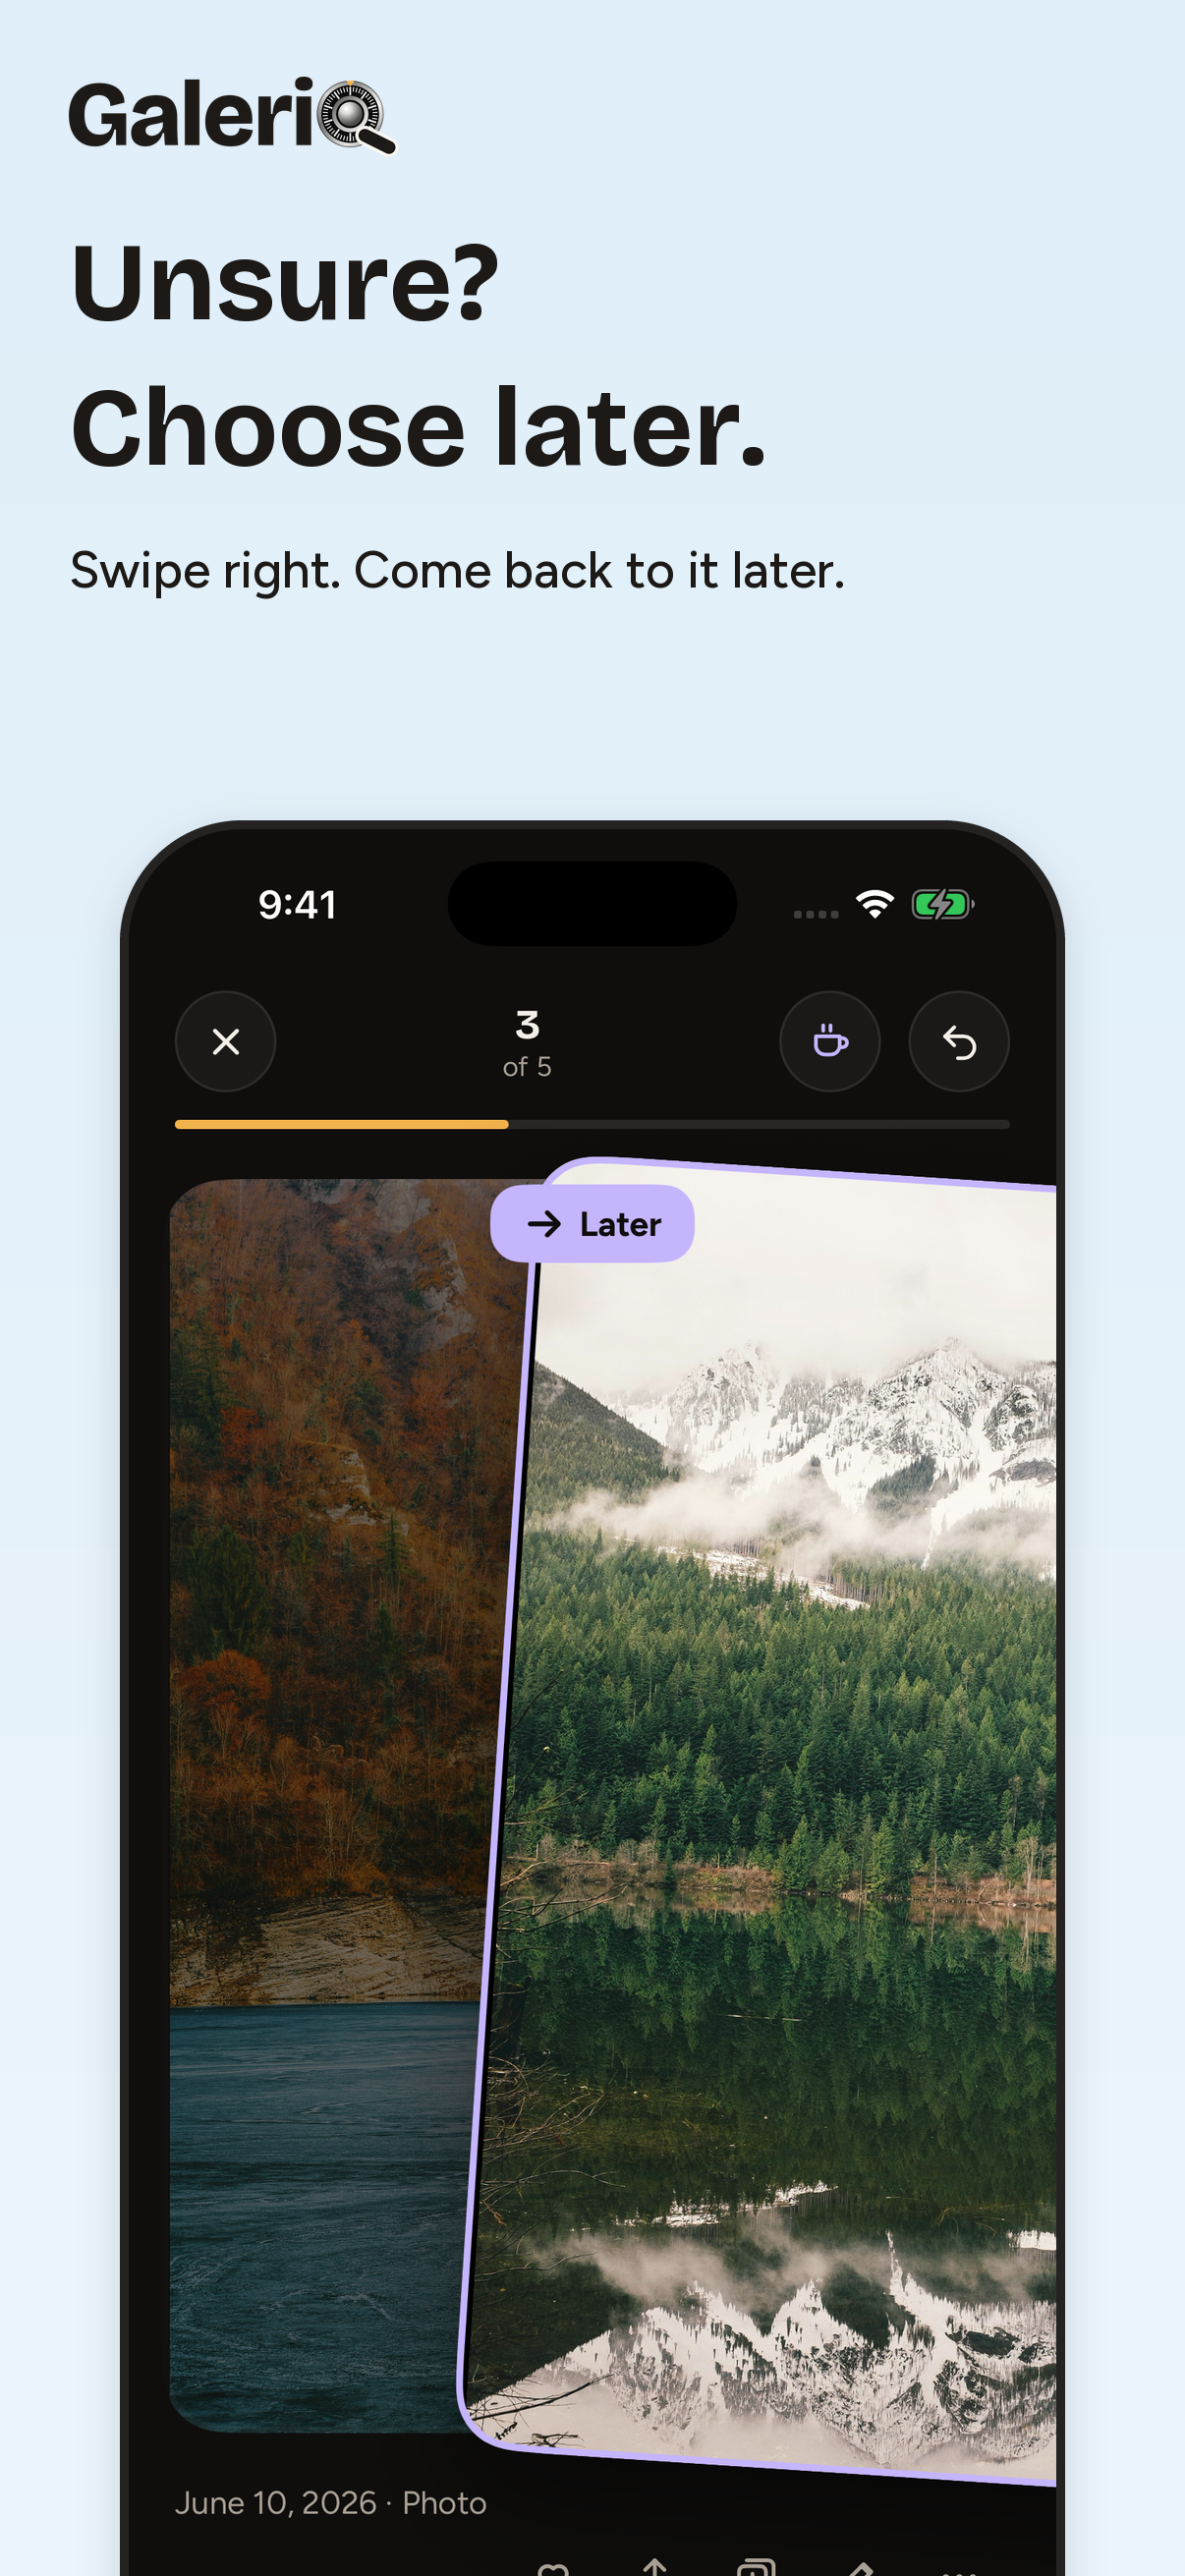 GaleriQ
Unsure?
Choose later.
Swipe right. Come back to it later.
9:41
3
of 5
Later
June 10, 2026 · Photo